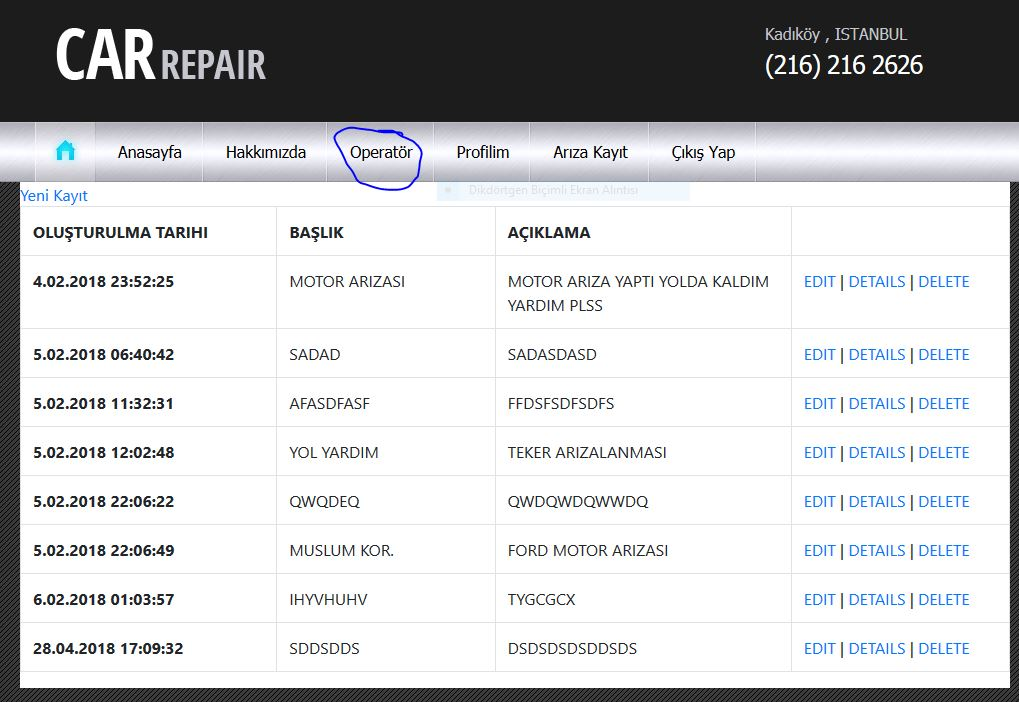 CAR REPAIR
Kadıköy , ISTANBUL
(216) 216 2626
Anasayfa Hakkımızda Operatör Profilim Arıza Kayıt Çıkış Yap
Dikdörtgen Biçimli Ekran Alıntısı
Yeni Kayıt
OLUŞTURULMA TARIHI BAŞLIK AÇIKLAMA
4.02.2018 23:52:25 MOTOR ARIZASI MOTOR ARIZA YAPTI YOLDA KALDIM EDIT | DETAILS | DELETE
YARDIM PLSS
5.02.2018 06:40:42 SADAD SADASDASD EDIT | DETAILS | DELETE
5.02.2018 11:32:31 AFASDFASF FFDSFSDFSDFS EDIT | DETAILS | DELETE
5.02.2018 12:02:48 YOL YARDIM TEKER ARIZALANMASI EDIT | DETAILS | DELETE
5.02.2018 22:06:22 QWQDEQ QWDQWDQWWDQ EDIT | DETAILS | DELETE
5.02.2018 22:06:49 MUSLUM KOR. FORD MOTOR ARIZASI EDIT | DETAILS | DELETE
6.02.2018 01:03:57 IHYVHUHV TYGCGCX EDIT | DETAILS | DELETE
28.04.2018 17:09:32 SDDSDDS DSDSDSDSDDSDS EDIT | DETAILS | DELETE